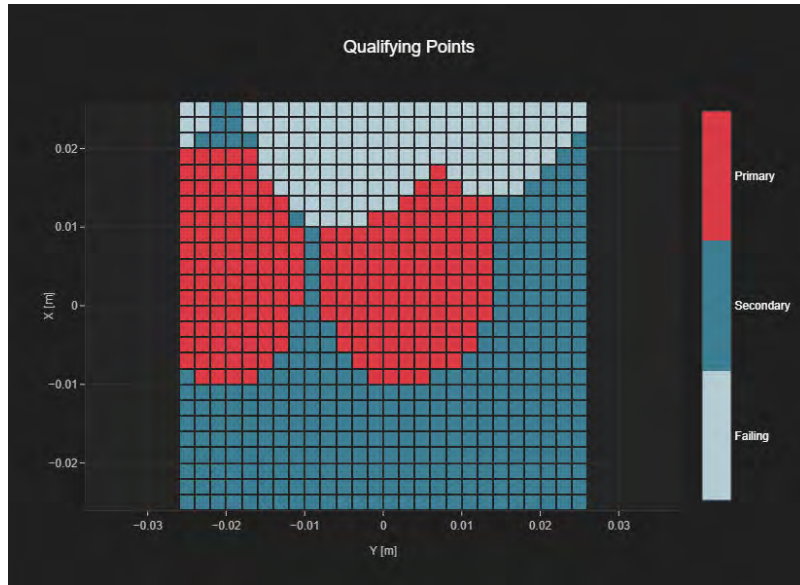 Qualifying Points
Primary
Secondary
Failing
X [m]
0.02
0.01
0
−0.01
−0.02
−0.03
−0.02
−0.01
0
0.01
0.02
0.03
Y [m]